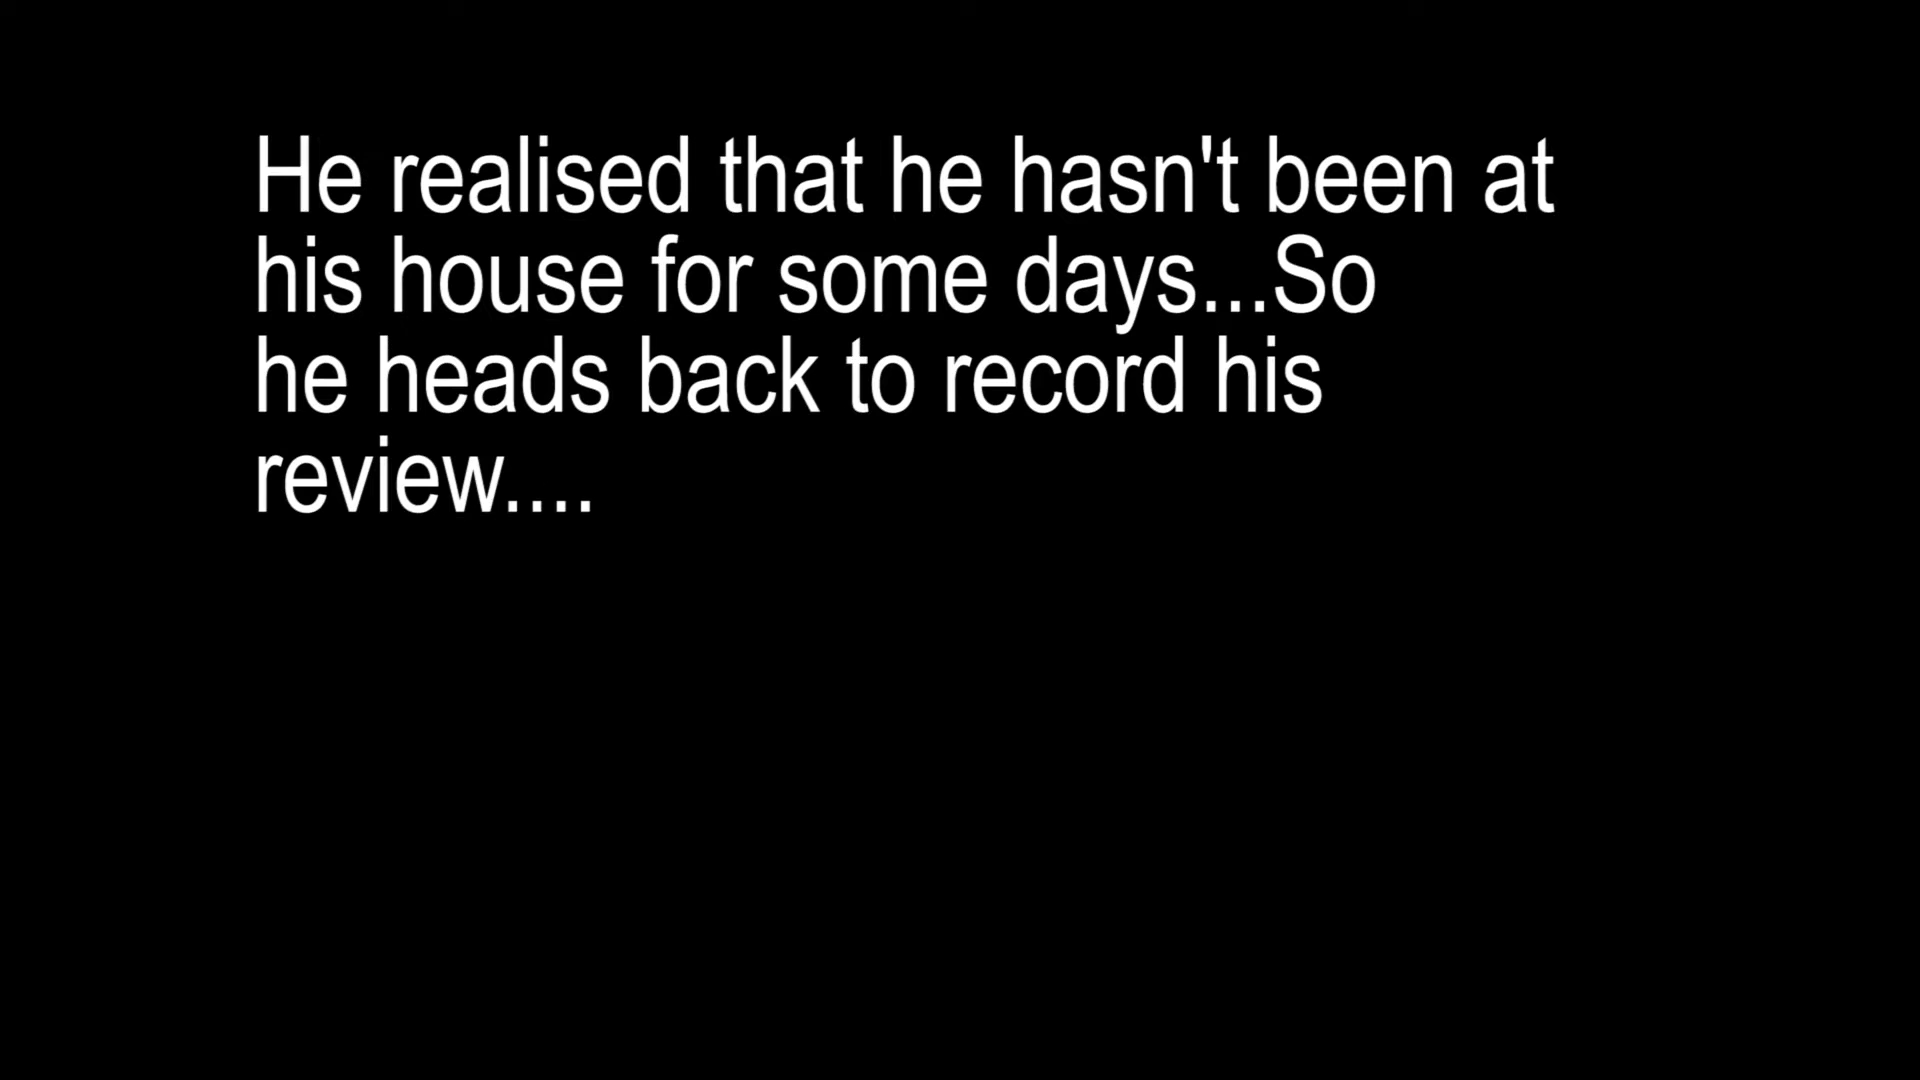 He realised that he hasn't been at
his house for some days...So
he heads back to record his
review....